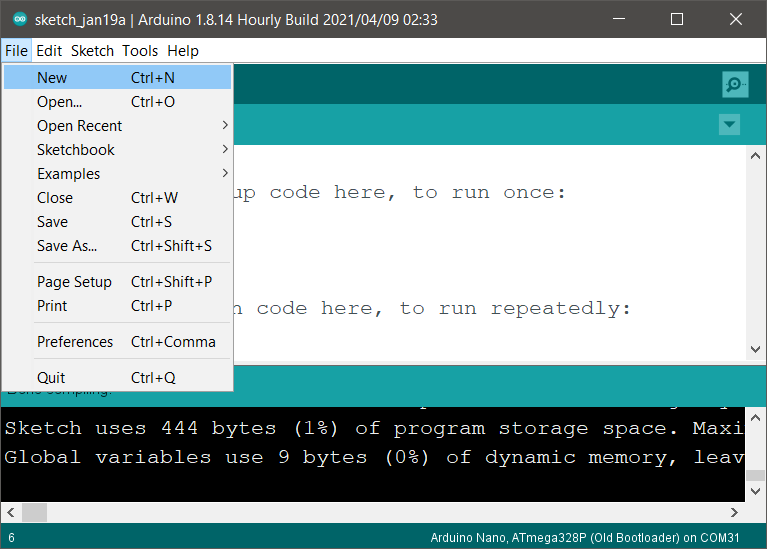 sketch_jan19a | Arduino 1.8.14 Hourly Build 2021/04/09 02:33
File Edit Sketch Tools Help
New Ctrl+N
Open... Ctrl+O
Open Recent
Sketchbook
Examples
Close Ctrl+W
Save Ctrl+S
Save As... Ctrl+Shift+S
Page Setup Ctrl+Shift+P
Print Ctrl+P
Preferences Ctrl+Comma
Quit Ctrl+Q
up code here, to run once:
n code here, to run repeatedly:
Done compiling.
Sketch uses 444 bytes (1%) of program storage space. Maxi
Global variables use 9 bytes (0%) of dynamic memory, leav
6 Arduino Nano, ATmega328P (Old Bootloader) on COM31